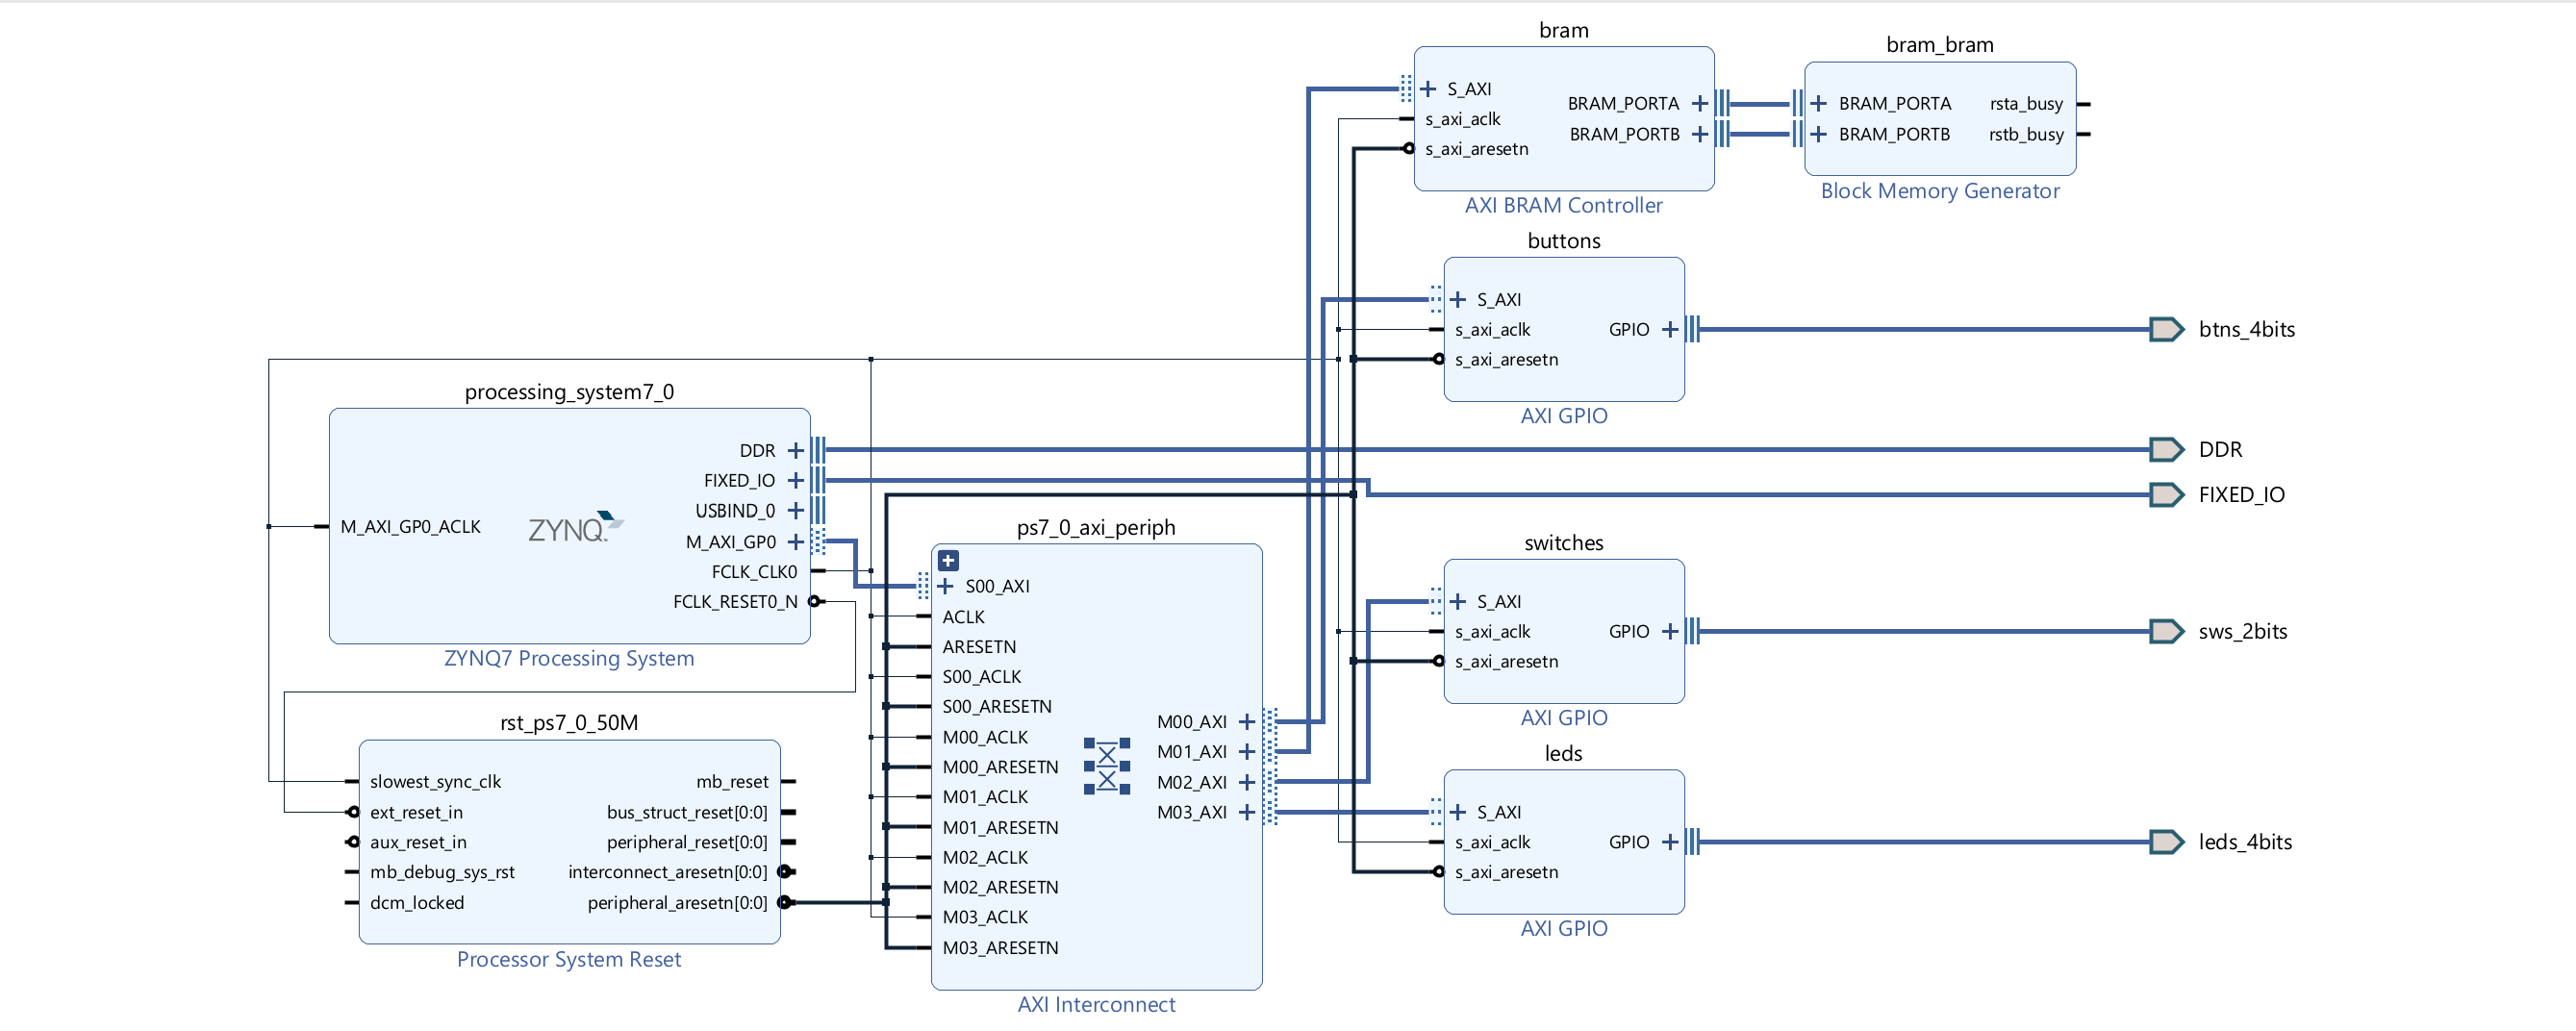 bram
S_AXI
s_axi_aclk
s_axi_aresetn
BRAM_PORTA
BRAM_PORTB
AXI BRAM Controller
bram_bram
BRAM_PORTA
BRAM_PORTB
rsta_busy
rstb_busy
Block Memory Generator
buttons
S_AXI
s_axi_aclk
s_axi_aresetn
GPIO
AXI GPIO
btns_4bits
processing_system7_0
M_AXI_GP0_ACLK
ZYNQ
DDR
FIXED_IO
USBIND_0
M_AXI_GP0
FCLK_CLK0
FCLK_RESET0_N
ZYNQ7 Processing System
DDR
FIXED_IO
rst_ps7_0_50M
slowest_sync_clk
ext_reset_in
aux_reset_in
mb_debug_sys_rst
dcm_locked
mb_reset
bus_struct_reset[0:0]
peripheral_reset[0:0]
interconnect_aresetn[0:0]
peripheral_aresetn[0:0]
Processor System Reset
ps7_0_axi_periph
S00_AXI
ACLK
ARESETN
S00_ACLK
S00_ARESETN
M00_ACLK
M00_ARESETN
M01_ACLK
M01_ARESETN
M02_ACLK
M02_ARESETN
M03_ACLK
M03_ARESETN
M00_AXI
M01_AXI
M02_AXI
M03_AXI
AXI Interconnect
switches
S_AXI
s_axi_aclk
s_axi_aresetn
GPIO
AXI GPIO
sws_2bits
leds
S_AXI
s_axi_aclk
s_axi_aresetn
GPIO
AXI GPIO
leds_4bits